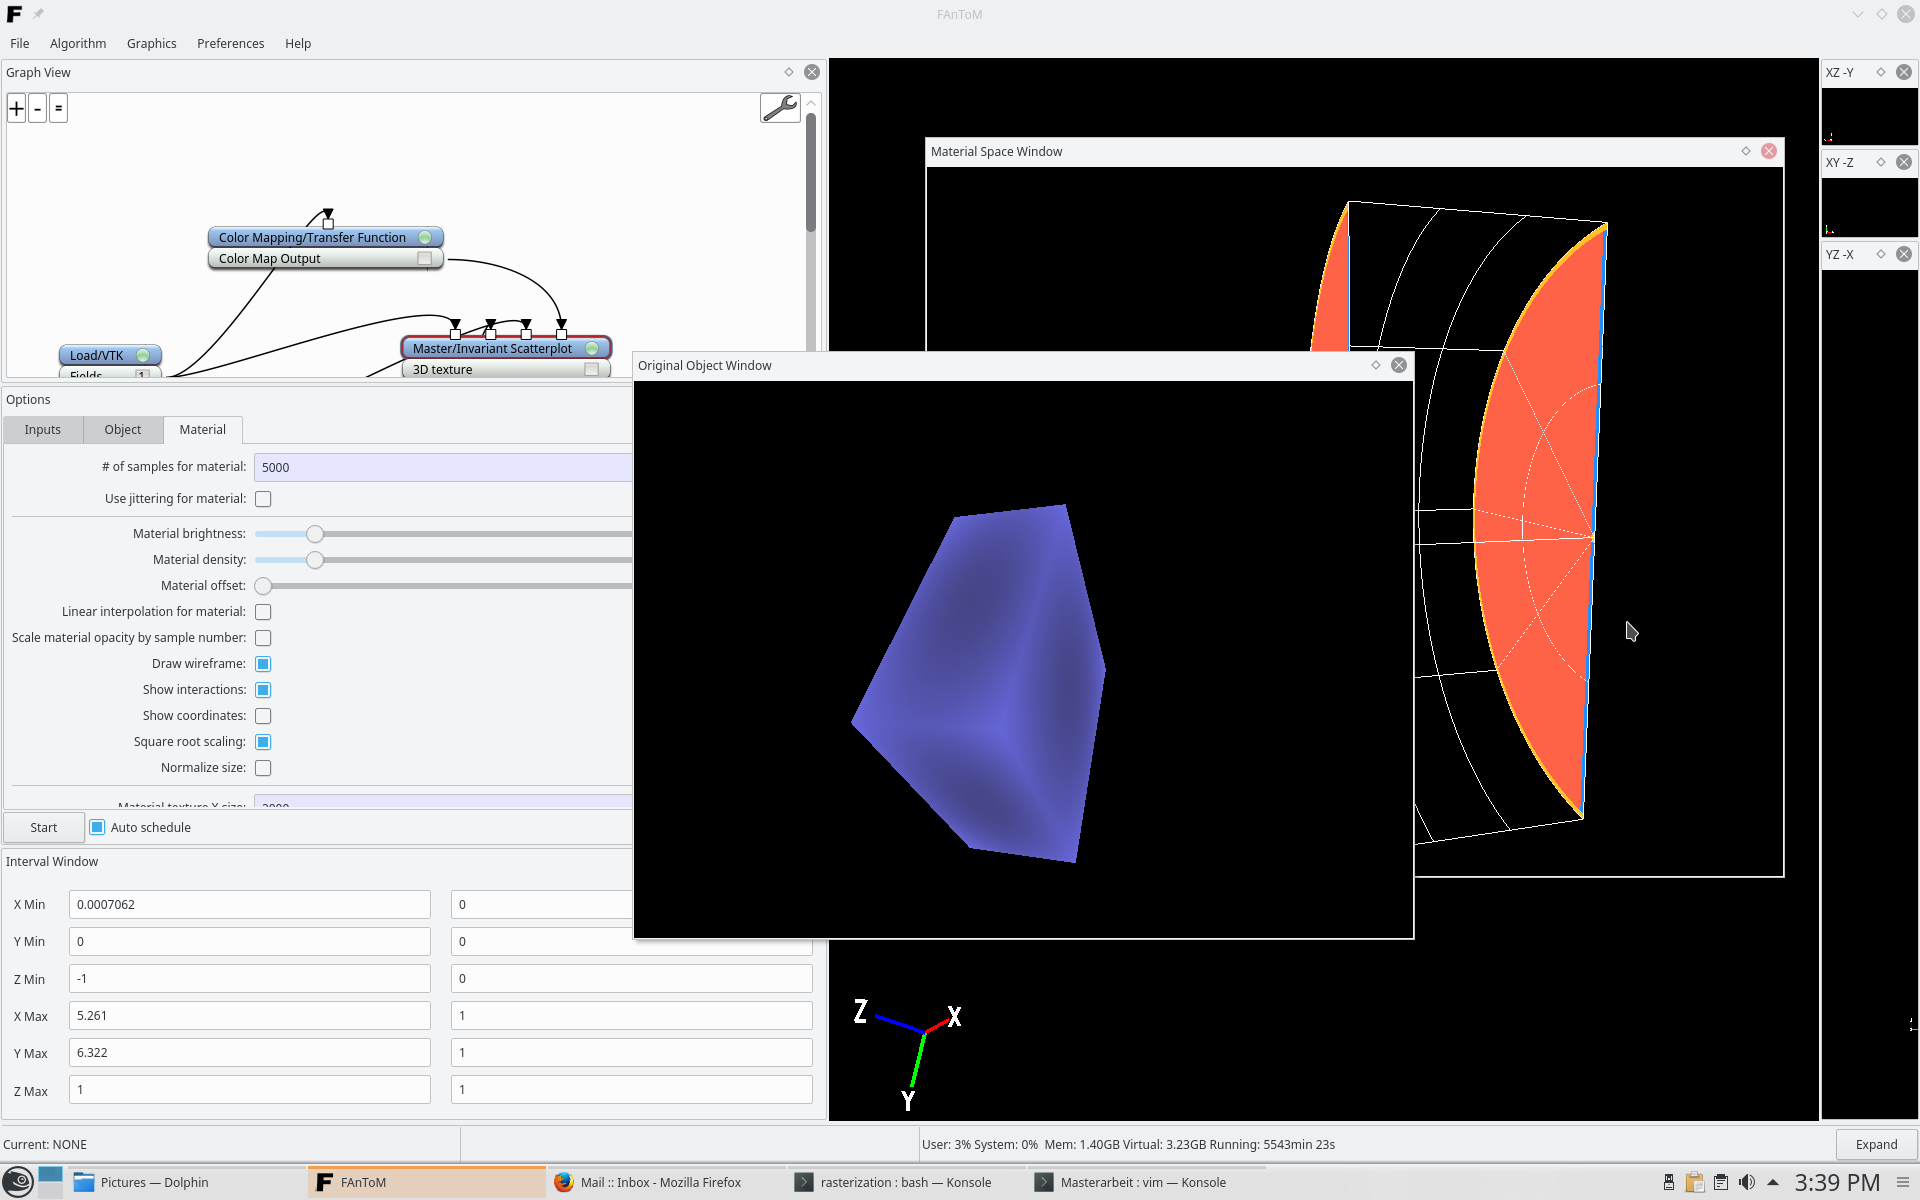 FAnToM
File Algorithm Graphics Preferences Help
Graph View
+ - =
Color Mapping/Transfer Function
Color Map Output
Load/VTK
Fields 1
Master/Invariant Scatterplot
3D texture
Options
Inputs Object Material
# of samples for material: 5000
Use jittering for material:
Material brightness:
Material density:
Material offset:
Linear interpolation for material:
Scale material opacity by sample number:
Draw wireframe:
Show interactions:
Show coordinates:
Square root scaling:
Normalize size:
Material texture X size: 2000
Start Auto schedule
Interval Window
X Min 0.0007062 0
Y Min 0 0
Z Min -1 0
X Max 5.261 1
Y Max 6.322 1
Z Max 1 1
Material Space Window
Original Object Window
Z X
Y
XZ -Y
XY -Z
YZ -X
Current: NONE
User: 3% System: 0% Mem: 1.40GB Virtual: 3.23GB Running: 5543min 23s
Expand
Pictures — Dolphin
FAnToM
Mail :: Inbox - Mozilla Firefox
rasterization : bash — Konsole
Masterarbeit : vim — Konsole
3:39 PM